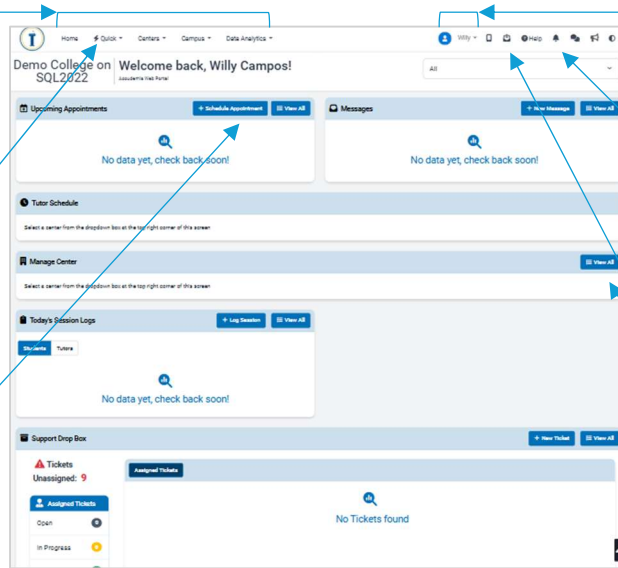 T
Home Quick Centers Campus Data Analytics
Willy Help
Demo College on SQL2022
Welcome back, Willy Campos!
Accudemia Web Portal
All
Upcoming Appointments + Schedule Appointment View All
No data yet, check back soon!
Messages + New Message View All
No data yet, check back soon!
Tutor Schedule
Select a center from the dropdown box at the top right corner of this screen
Manage Center View All
Select a center from the dropdown box at the top right corner of this screen
Today's Session Logs + Log Session View All
Students Tutors
No data yet, check back soon!
Support Drop Box + New Ticket View All
Tickets
Unassigned: 9
Assigned Tickets
Open
In Progress
Assigned Tickets
No Tickets found